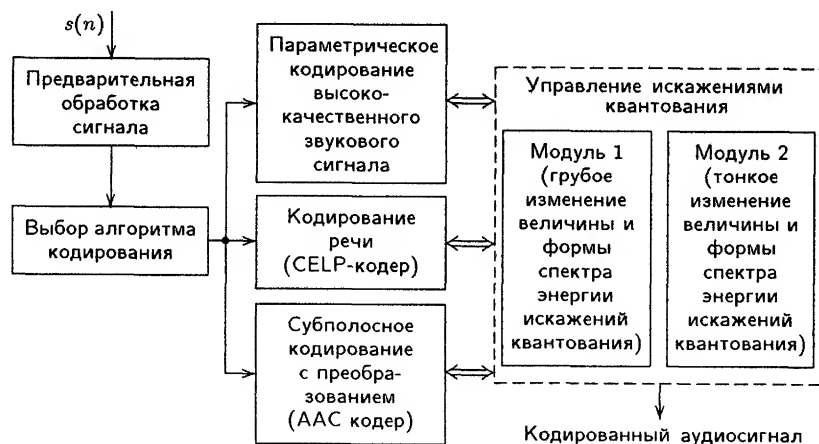 s(n)
Предварительная
обработка
сигнала
Выбор алгоритма
кодирования
Параметрическое
кодирование
высоко-
качественного
звукового
сигнала
Кодирование
речи
(CELP-кодер)
Субполосное
кодирование
с преобра-
зованием
(AAC кодер)
Управление искажениями
квантования
Модуль 1
(грубое
изменение
величины и
формы
спектра
энергии
искажений
квантования)
Модуль 2
(тонкое
изменение
величины и
формы
спектра
энергии
искажений
квантования)
Кодированный аудиосигнал